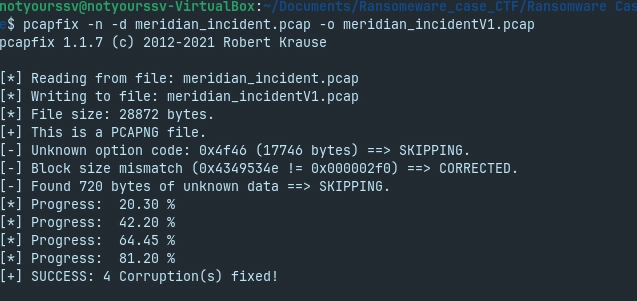 notyourssv@notyourssv-VirtualBox:~/Documents/Ransomeware_case_CTF/Ransomware Cas
e$ pcapfix -n -d meridian_incident.pcap -o meridian_incidentV1.pcap
pcapfix 1.1.7 (c) 2012-2021 Robert Krause
[*] Reading from file: meridian_incident.pcap
[*] Writing to file: meridian_incidentV1.pcap
[*] File size: 28872 bytes.
[+] This is a PCAPNG file.
[-] Unknown option code: 0x4f46 (17746 bytes) ==> SKIPPING.
[-] Block size mismatch (0x4349534e != 0x000002f0) ==> CORRECTED.
[-] Found 720 bytes of unknown data ==> SKIPPING.
[*] Progress:  20.30 %
[*] Progress:  42.20 %
[*] Progress:  64.45 %
[*] Progress:  81.20 %
[+] SUCCESS: 4 Corruption(s) fixed!